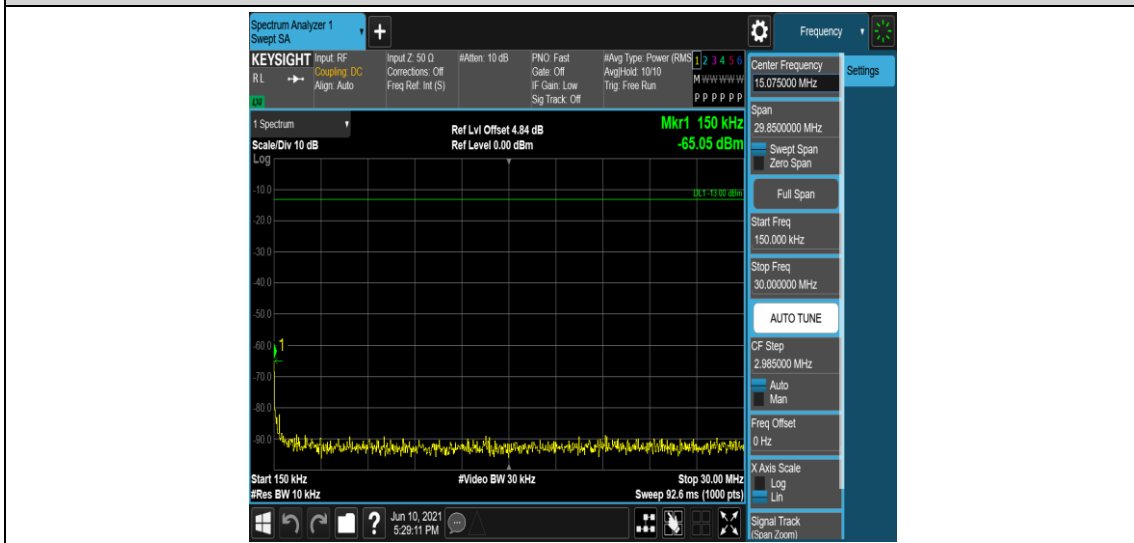 Spectrum Analyzer 1
Swept SA
+
Frequency
KEYSIGHT
RL
LXI
Input: RF
Coupling: DC
Align: Auto
Input Z: 50 Ω
Corrections: Off
Freq Ref: Int (S)
#Atten: 10 dB
PNO: Fast
Gate: Off
IF Gain: Low
Sig Track: Off
#Avg Type: Power (RMS
Avg|Hold: 10/10
Trig: Free Run
1 2 3 4 5 6
M W W W W W
P P P P P P
1 Spectrum
Scale/Div 10 dB
Log
Ref Lvl Offset 4.84 dB
Ref Level 0.00 dBm
Mkr1 150 kHz
-65.05 dBm
DL1 -13.00 dBm
-10.0
-20.0
-30.0
-40.0
-50.0
-60.0
1
-70.0
-80.0
-90.0
Start 150 kHz
#Res BW 10 kHz
#Video BW 30 kHz
Stop 30.00 MHz
Sweep 92.6 ms (1000 pts)
Center Frequency
15.075000 MHz
Settings
Span
29.8500000 MHz
Swept Span
Zero Span
Full Span
Start Freq
150.000 kHz
Stop Freq
30.000000 MHz
AUTO TUNE
CF Step
2.985000 MHz
Auto
Man
Freq Offset
0 Hz
X Axis Scale
Log
Lin
Signal Track
(Span Zoom)
?
Jun 10, 2021
5:29:11 PM